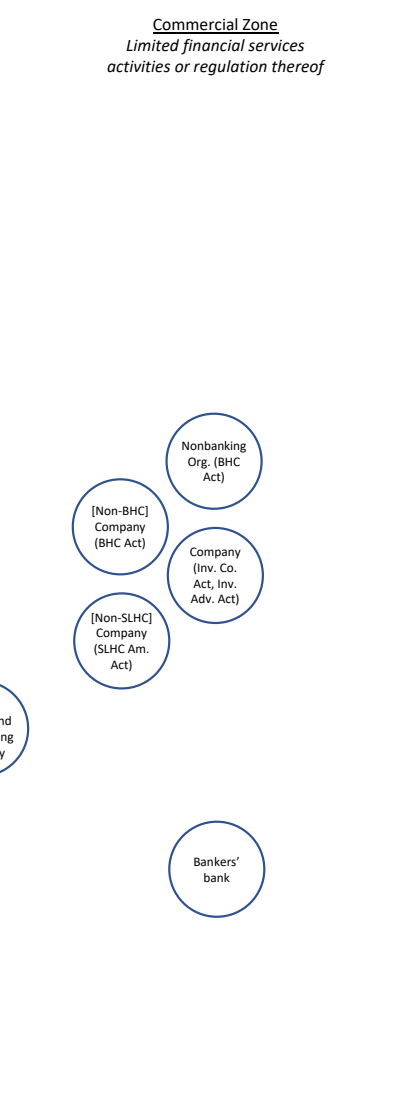 Commercial Zone
Limited financial services
activities or regulation thereof
Nonbanking
Org. (BHC
Act)
[Non-BHC]
Company
(BHC Act)
Company
(Inv. Co.
Act, Inv.
Adv. Act)
[Non-SLHC]
Company
(SLHC Am.
Act)
Bankers’
bank